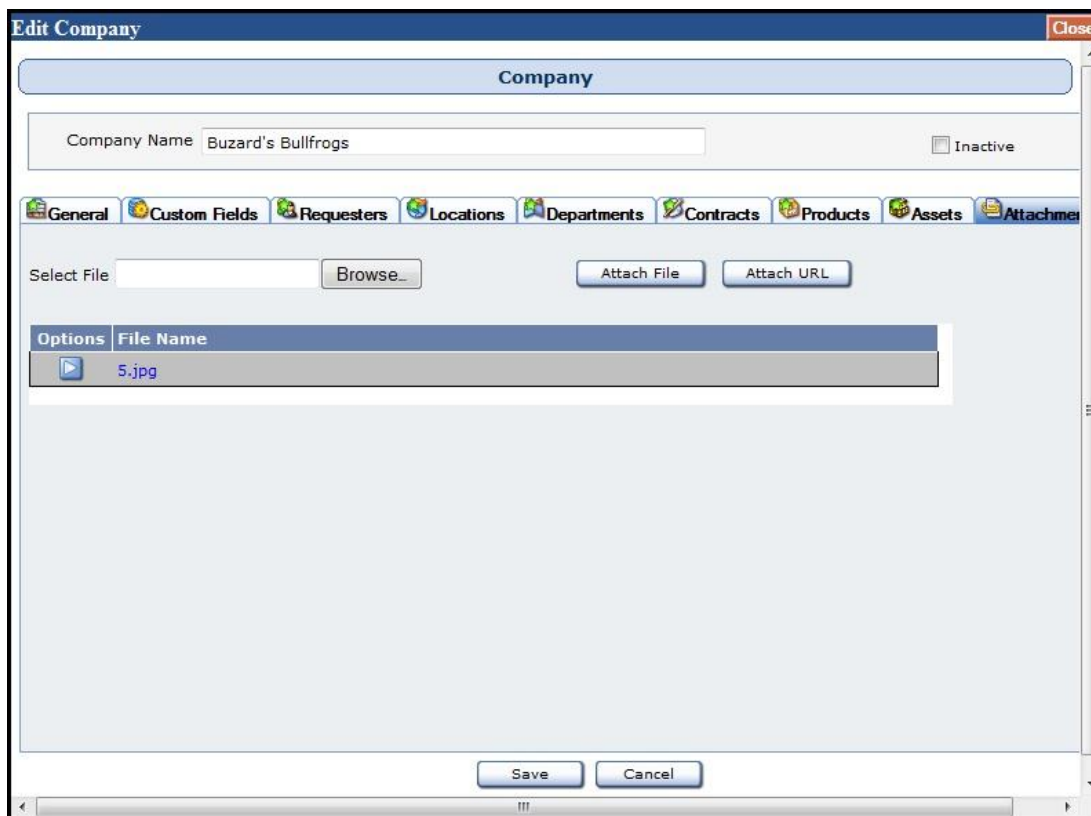 Edit Company Close
Company
Company Name Buzard's Bullfrogs Inactive
General Custom Fields Requesters Locations Departments Contracts Products Assets Attachmen
Select File Browse... Attach File Attach URL
Options File Name
5.jpg
Save Cancel